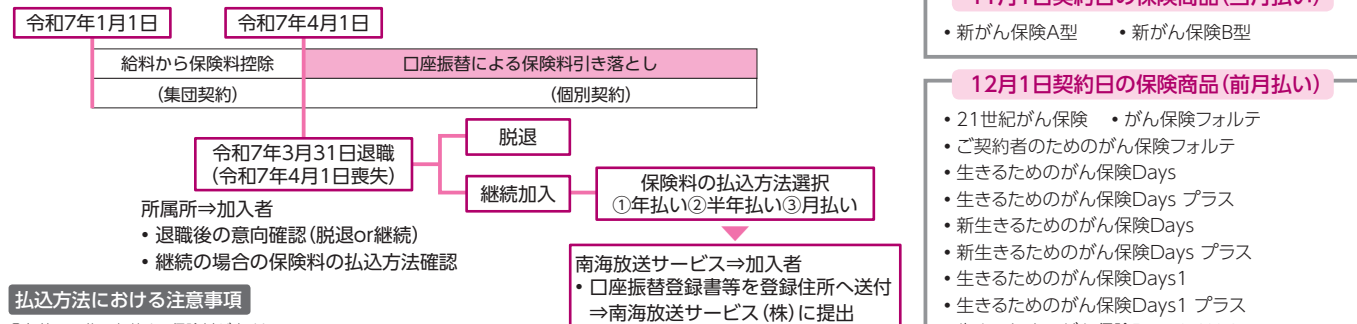 令和7年1月1日
令和7年4月1日
給料から保険料控除
口座振替による保険料引き落とし
(集団契約)
(個別契約)
令和7年3月31日退職
(令和7年4月1日喪失)
脱退
継続加入
保険料の払込方法選択
①年払い②半年払い③月払い
所属所⇒加入者
• 退職後の意向確認(脱退or継続)
• 継続の場合の保険料の払込方法確認
南海放送サービス⇒加入者
• 口座振替登録書等を登録住所へ送付
⇒南海放送サービス(株)に提出
払込方法における注意事項
• 新がん保険A型 • 新がん保険B型
12月1日契約日の保険商品(前月払い)
• 21世紀がん保険 • がん保険フォルテ
• ご契約者のためのがん保険フォルテ
• 生きるためのがん保険Days
• 生きるためのがん保険Days プラス
• 新生きるためのがん保険Days
• 新生きるためのがん保険Days プラス
• 生きるためのがん保険Days1
• 生きるためのがん保険Days1 プラス